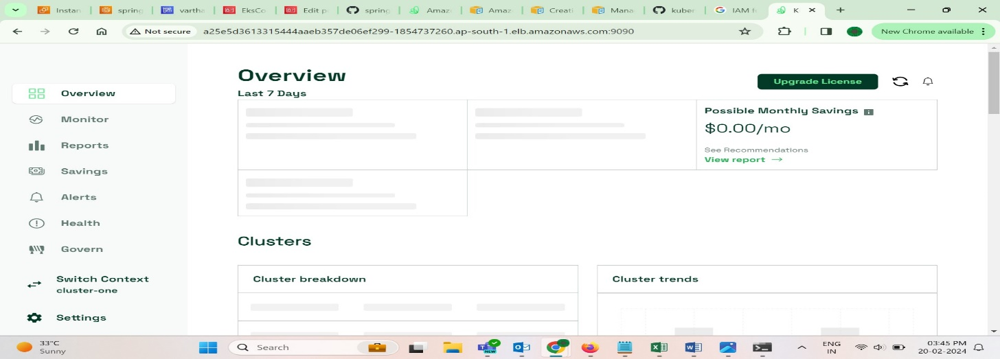 Instan
spring
vartha
EksCo
Edit p
spring
Amaz
Amaz
Creati
Mana
kuber
IAM f
K
Not secure
a25e5d3613315444aaeb357de06ef299-1854737260.ap-south-1.elb.amazonaws.com:9090
New Chrome available
Overview
Monitor
Reports
Savings
Alerts
Health
Govern
Switch Context
cluster-one
Settings
Overview
Last 7 Days
Upgrade License
Possible Monthly Savings
$0.00/mo
See Recommendations
View report →
Clusters
Cluster breakdown
Cluster trends
33°C
Sunny
Search
NEW
ENG
IN
03:45 PM
20-02-2024